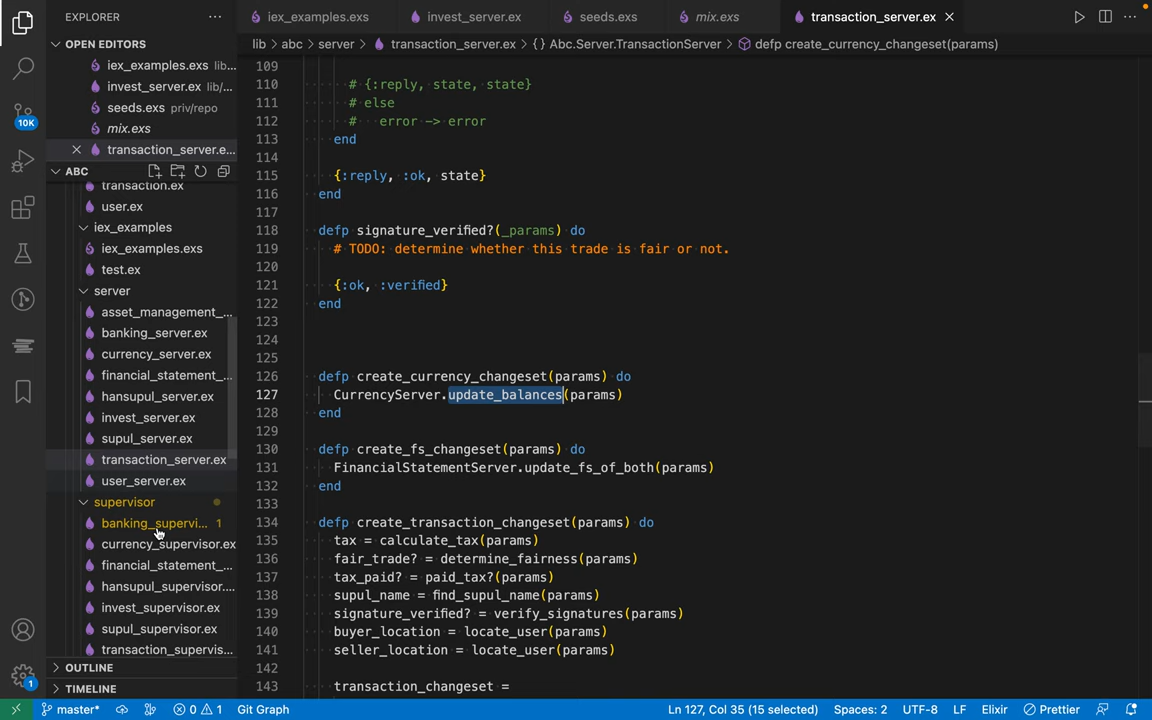 EXPLORER
OPEN EDITORS
iex_examples.exs lib...
invest_server.ex lib/...
seeds.exs priv/repo
mix.exs
transaction_server.e...
ABC
transaction.ex
user.ex
iex_examples
iex_examples.exs
test.ex
server
asset_management_...
banking_server.ex
currency_server.ex
financial_statement_...
hansupul_server.ex
invest_server.ex
supul_server.ex
transaction_server.ex
user_server.ex
supervisor
banking_supervi... 1
currency_supervisor.ex
financial_statement_...
hansupul_supervisor....
invest_supervisor.ex
supul_supervisor.ex
transaction_supervis...
OUTLINE
TIMELINE
10K
1
iex_examples.exs invest_server.ex seeds.exs mix.exs transaction_server.ex
lib > abc > server > transaction_server.ex > {} Abc.Server.TransactionServer > defp create_currency_changeset(params)
109
110 # {:reply, state, state}
111 # else
112 #   error -> error
113 end
114
115 {:reply, :ok, state}
116 end
117
118 defp signature_verified?(_params) do
119 # TODO: determine whether this trade is fair or not.
120
121 {:ok, :verified}
122 end
123
124
125
126 defp create_currency_changeset(params) do
127 CurrencyServer.update_balances(params)
128 end
129
130 defp create_fs_changeset(params) do
131 FinancialStatementServer.update_fs_of_both(params)
132 end
133
134 defp create_transaction_changeset(params) do
135 tax = calculate_tax(params)
136 fair_trade? = determine_fairness(params)
137 tax_paid? = paid_tax?(params)
138 supul_name = find_supul_name(params)
139 signature_verified? = verify_signatures(params)
140 buyer_location = locate_user(params)
141 seller_location = locate_user(params)
142
143 transaction_changeset =
master* 0 1 Git Graph Ln 127, Col 35 (15 selected) Spaces: 2 UTF-8 LF Elixir Prettier